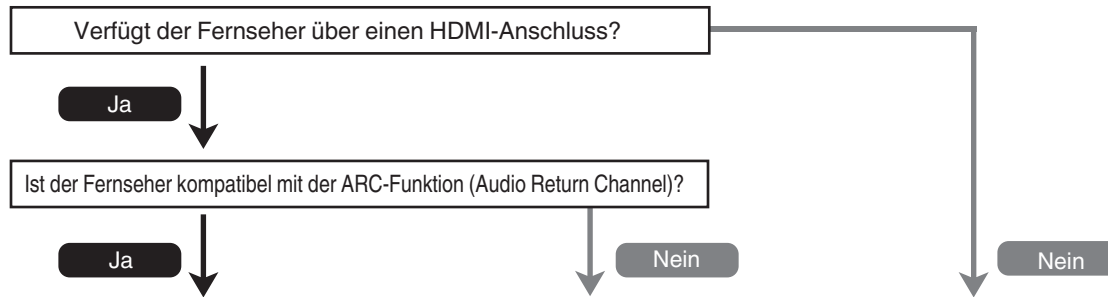 Verfügt der Fernseher über einen HDMI-Anschluss?
Ja
Ist der Fernseher kompatibel mit der ARC-Funktion (Audio Return Channel)?
Ja
Nein
Nein